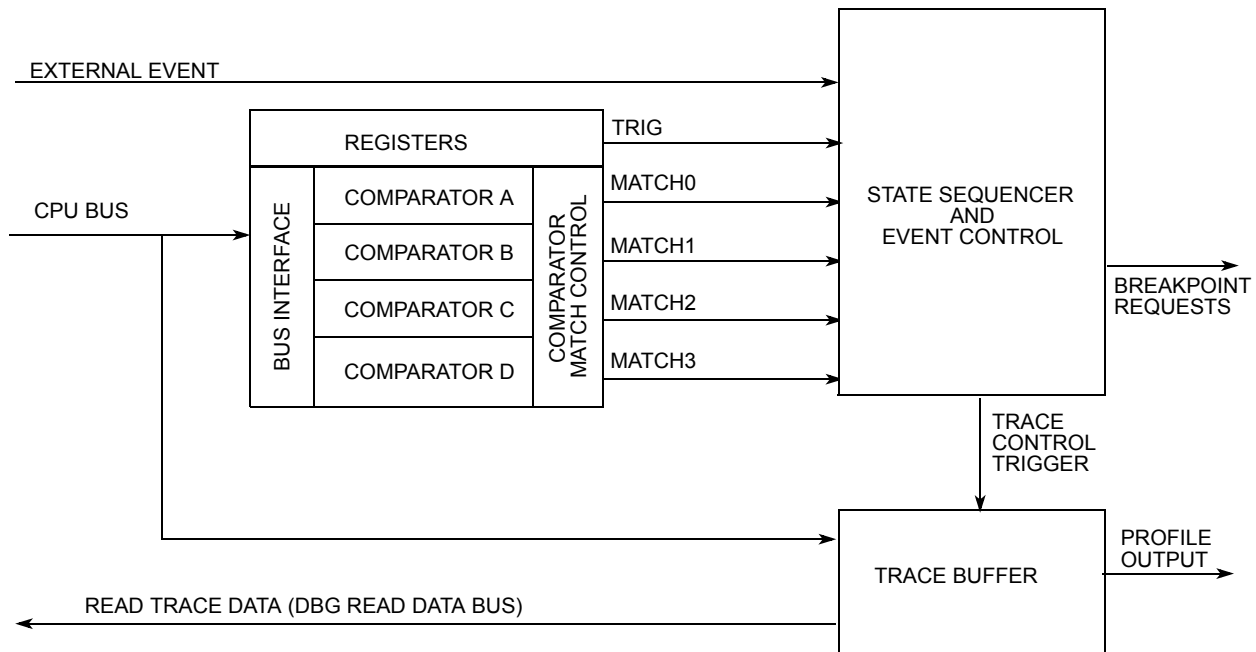 EXTERNAL EVENT
REGISTERS
TRIG
CPU BUS
BUS INTERFACE
COMPARATOR A
COMPARATOR B
COMPARATOR C
COMPARATOR D
COMPARATOR
MATCH CONTROL
MATCH0
MATCH1
MATCH2
MATCH3
STATE SEQUENCER
AND
EVENT CONTROL
BREAKPOINT
REQUESTS
TRACE
CONTROL
TRIGGER
TRACE BUFFER
PROFILE
OUTPUT
READ TRACE DATA (DBG READ DATA BUS)